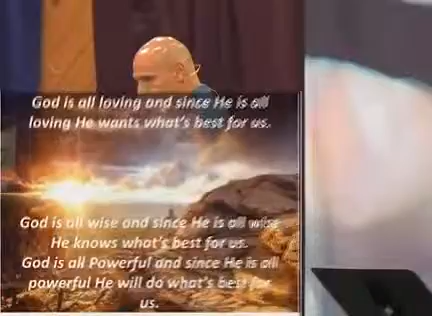 God is all loving and since He is all
loving He wants what's best for us.
God is all wise and since He is all wise
He knows what's best for us.
God is all Powerful and since He is all
powerful He will do what's best for
us.